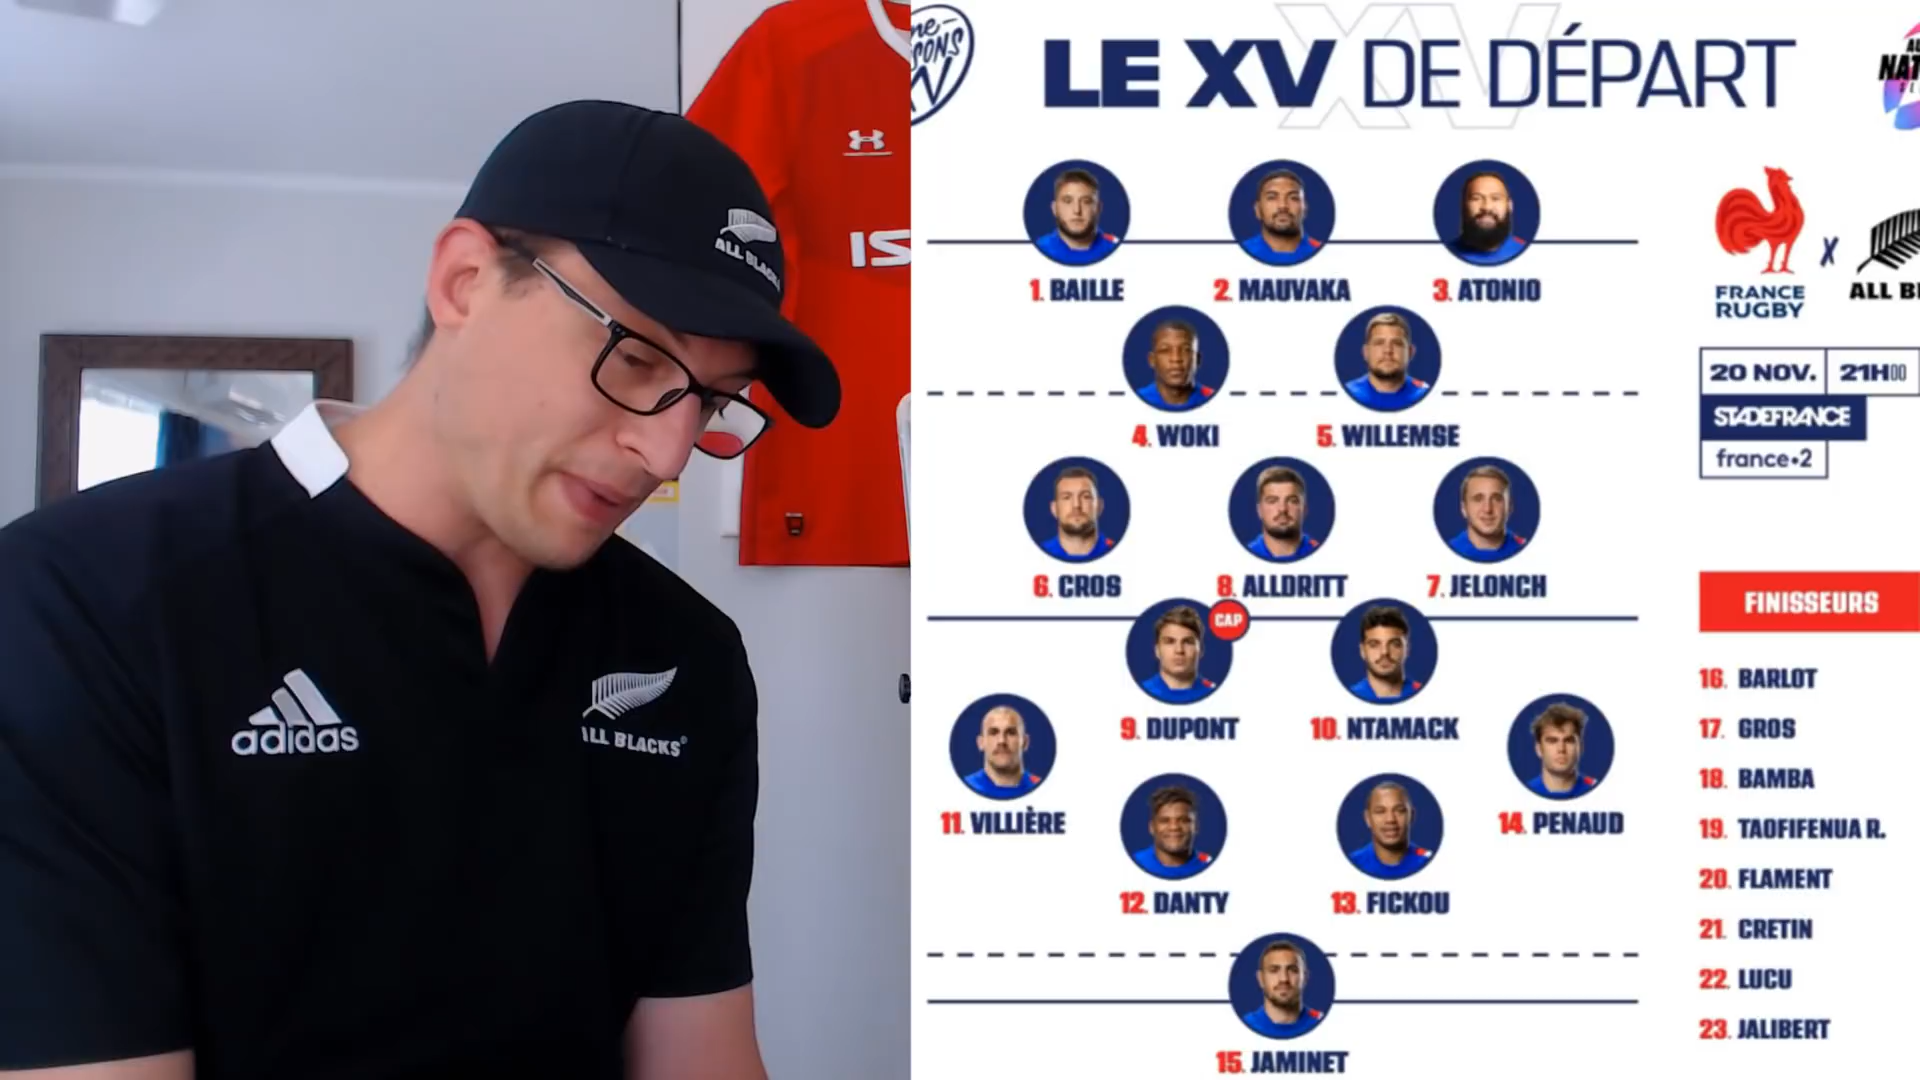 LE XV DE DÉPART
ALL BLACKS
adidas
ALL BLACKS®
1. BAILLE
2. MAUVAKA
3. ATONIO
4. WOKI
5. WILLEMSE
6. CROS
8. ALLDRITT
7. JELONCH
CAP
9. DUPONT
10. NTAMACK
11. VILLIÈRE
14. PENAUD
12. DANTY
13. FICKOU
15. JAMINET
FRANCE
RUGBY
X
ALL B
20 NOV.
21H00
STADEFRANCE
france•2
FINISSEURS
16. BARLOT
17. GROS
18. BAMBA
19. TAOFIFENUA R.
20. FLAMENT
21. CRETIN
22. LUCU
23. JALIBERT